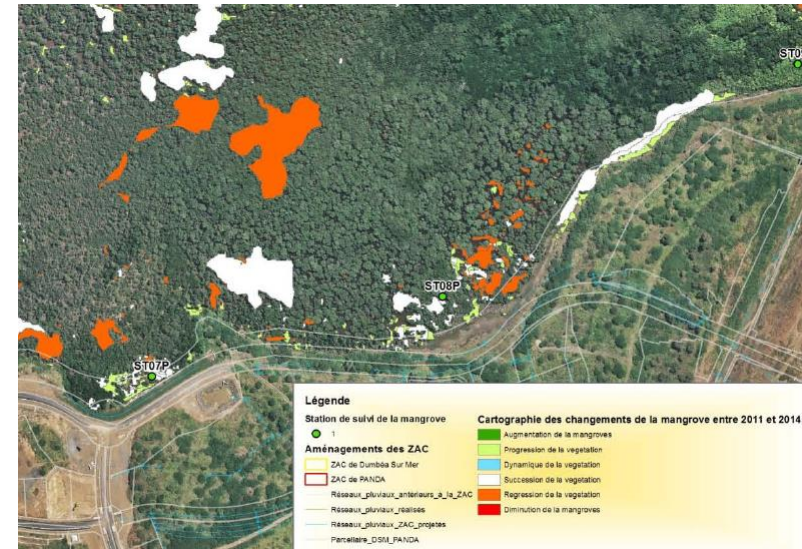 ST0
ST08P
ST07P
Légende
Station de suivi de la mangrove
1
Aménagements des ZAC
ZAC de Dumbéa Sur Mer
ZAC de PANDA
Réseaux_pluviaux_antérieurs_à_la_ZAC
Réseaux_pluviaux_réalisés
Réseaux_pluviaux_ZAC_projetés
Parcellaire_DSM_PANDA
Cartographie des changements de la mangrove entre 2011 et 2014
Augmentation de la mangroves
Progression de la vegetation
Dynamique de la vegetation
Succession de la vegetation
Regression de la vegetation
Diminution de la mangroves